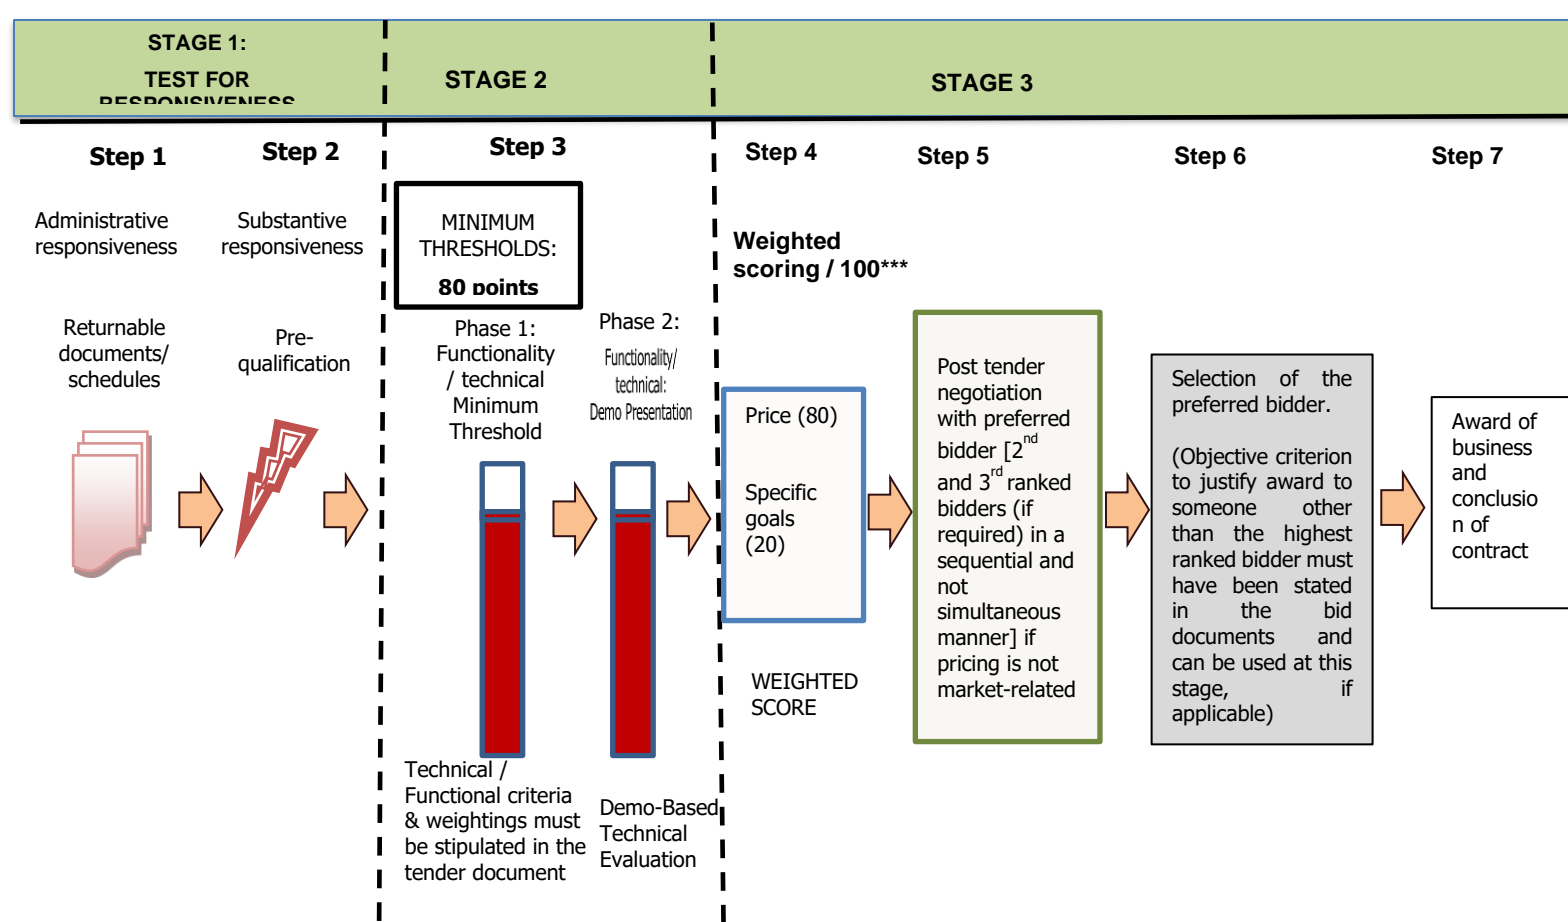 STAGE 1:
TEST FOR
RESPONSIVENESS
STAGE 2
STAGE 3
Step 1
Step 2
Step 3
Step 4
Step 5
Step 6
Step 7
Administrative
responsiveness
Substantive
responsiveness
MINIMUM
THRESHOLDS:
80 points
Weighted
scoring / 100***
Returnable
documents/
schedules
Pre-
qualification
Phase 1:
Functionality
/ technical
Minimum
Threshold
Phase 2:
Functionality/
technical:
Demo Presentation
Price (80)
Specific
goals
(20)
WEIGHTED
SCORE
Post tender
negotiation
with preferred
bidder [2nd
and 3rd ranked
bidders (if
required) in a
sequential and
not
simultaneous
manner] if
pricing is not
market-related
Selection of the
preferred bidder.
(Objective criterion
to justify award to
someone other
than the highest
ranked bidder must
have been stated
in the bid
documents and
can be used at this
stage, if
applicable)
Award of
business
and
conclusio
n of
contract
Technical /
Functional criteria
& weightings must
be stipulated in the
tender document
Demo-Based
Technical
Evaluation